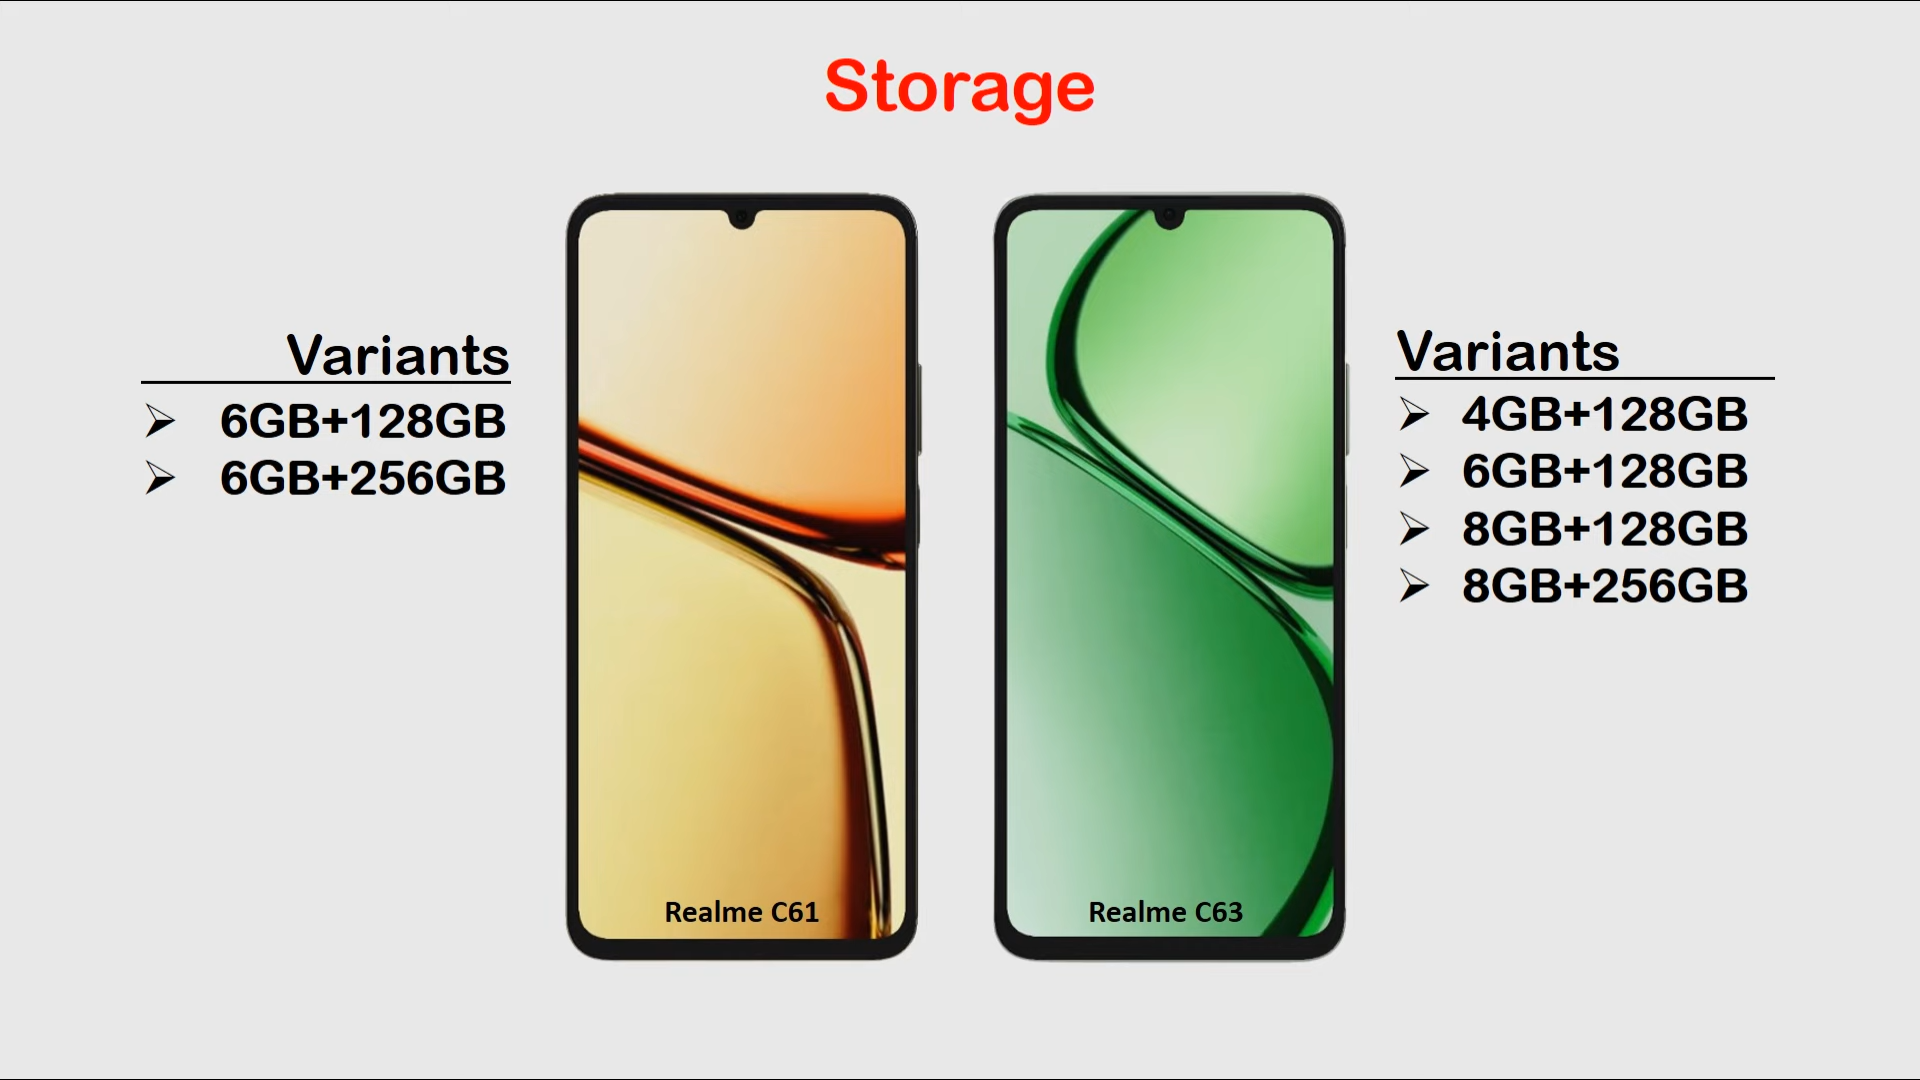 Storage
Variants
6GB+128GB
6GB+256GB
Realme C61
Realme C63
Variants
4GB+128GB
6GB+128GB
8GB+128GB
8GB+256GB